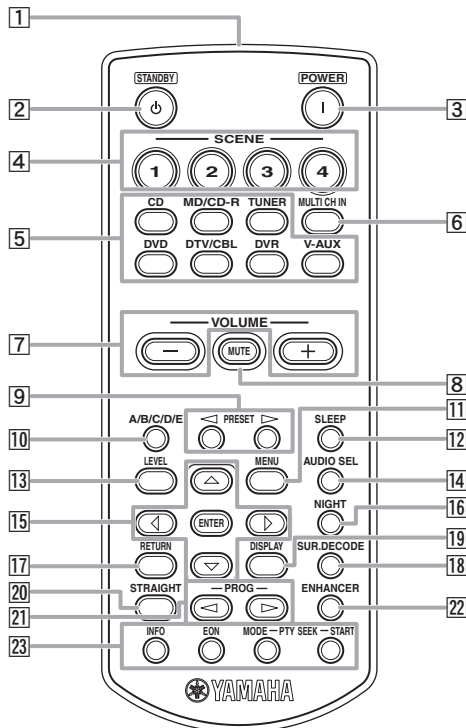 1
STANDBY POWER
2 3
SCENE
4 1 2 3 4
CD MD/CD-R TUNER MULTI CH IN
5 6
DVD DTV/CBL DVR V-AUX
VOLUME
7 – MUTE +
8
9 11
A/B/C/D/E PRESET SLEEP
10 12
LEVEL MENU AUDIO SEL
13 14
15 ENTER NIGHT 16
RETURN DISPLAY SUR.DECODE 19
17 18
20 STRAIGHT PROG ENHANCER
21 22
INFO EON MODE – PTY SEEK – START
23
YAMAHA